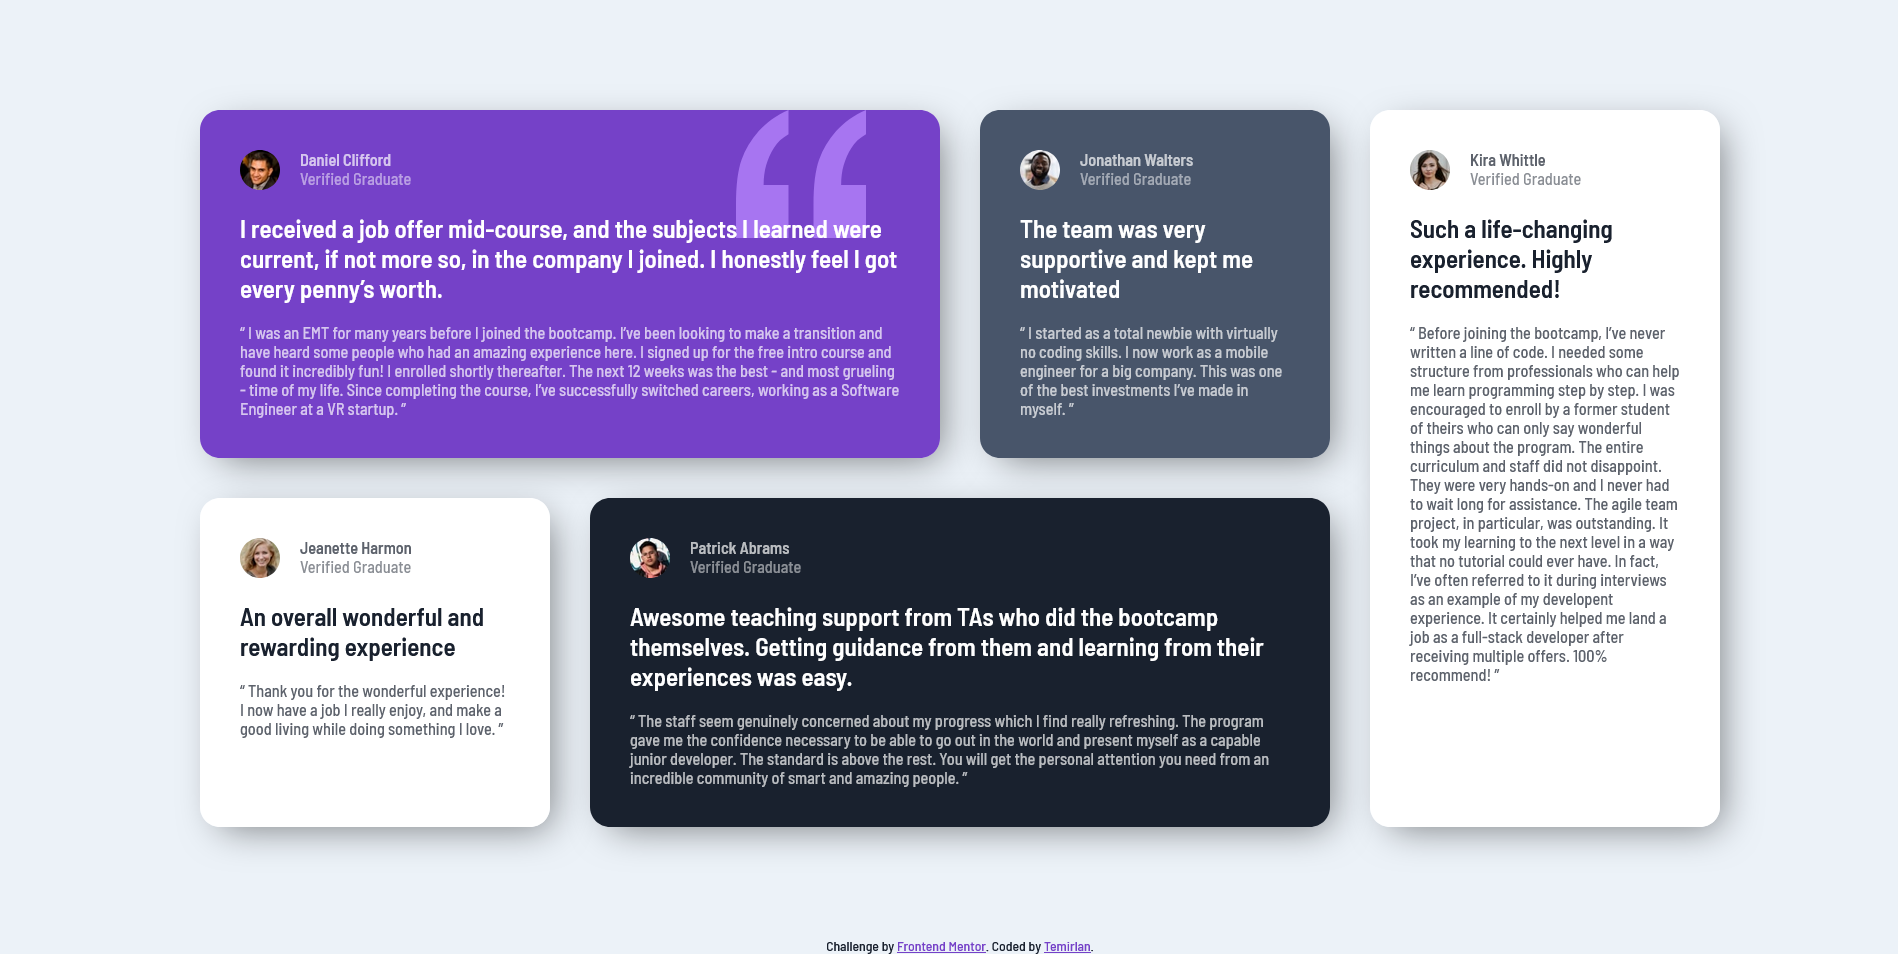 Daniel Clifford
Verified Graduate
I received a job offer mid-course, and the subjects I learned were
current, if not more so, in the company I joined. I honestly feel I got
every penny’s worth.
“ I was an EMT for many years before I joined the bootcamp. I’ve been looking to make a transition and
have heard some people who had an amazing experience here. I signed up for the free intro course and
found it incredibly fun! I enrolled shortly thereafter. The next 12 weeks was the best - and most grueling
- time of my life. Since completing the course, I’ve successfully switched careers, working as a Software
Engineer at a VR startup. ”
Jonathan Walters
Verified Graduate
The team was very
supportive and kept me
motivated
“ I started as a total newbie with virtually
no coding skills. I now work as a mobile
engineer for a big company. This was one
of the best investments I’ve made in
myself. ”
Kira Whittle
Verified Graduate
Such a life-changing
experience. Highly
recommended!
“ Before joining the bootcamp, I’ve never
written a line of code. I needed some
structure from professionals who can help
me learn programming step by step. I was
encouraged to enroll by a former student
of theirs who can only say wonderful
things about the program. The entire
curriculum and staff did not disappoint.
They were very hands-on and I never had
to wait long for assistance. The agile team
project, in particular, was outstanding. It
took my learning to the next level in a way
that no tutorial could ever have. In fact,
I’ve often referred to it during interviews
as an example of my developent
experience. It certainly helped me land a
job as a full-stack developer after
receiving multiple offers. 100%
recommend! ”
Jeanette Harmon
Verified Graduate
An overall wonderful and
rewarding experience
“ Thank you for the wonderful experience!
I now have a job I really enjoy, and make a
good living while doing something I love. ”
Patrick Abrams
Verified Graduate
Awesome teaching support from TAs who did the bootcamp
themselves. Getting guidance from them and learning from their
experiences was easy.
“ The staff seem genuinely concerned about my progress which I find really refreshing. The program
gave me the confidence necessary to be able to go out in the world and present myself as a capable
junior developer. The standard is above the rest. You will get the personal attention you need from an
incredible community of smart and amazing people. ”
Challenge by Frontend Mentor. Coded by Temirlan.